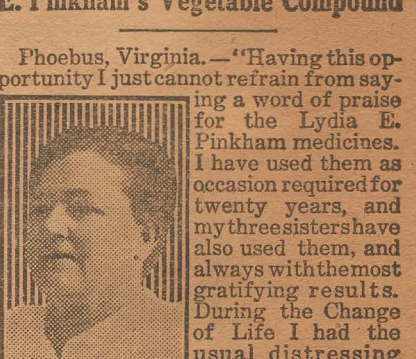 E. Pinkham's Vegetable Compound
Phoebus, Virginia. — "Having this op-
portunity I just cannot refrain from say-
ing a word of praise
for the Lydia E.
Pinkham medicines.
I have used them as
occasion required for
twenty years, and
my three sisters have
also used them, and
always with the most
gratifying results.
During the Change
of Life I had the
usual distressing